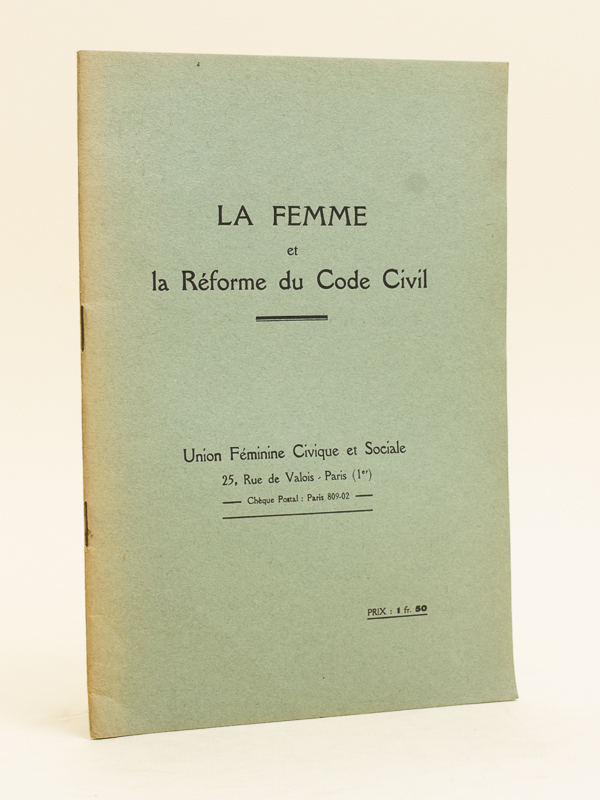 LA FEMME
et
la Réforme du Code Civil
Union Féminine Civique et Sociale
25, Rue de Valois - Paris (1er)
Chèque Postal : Paris 809-02
PRIX : 1 fr. 50